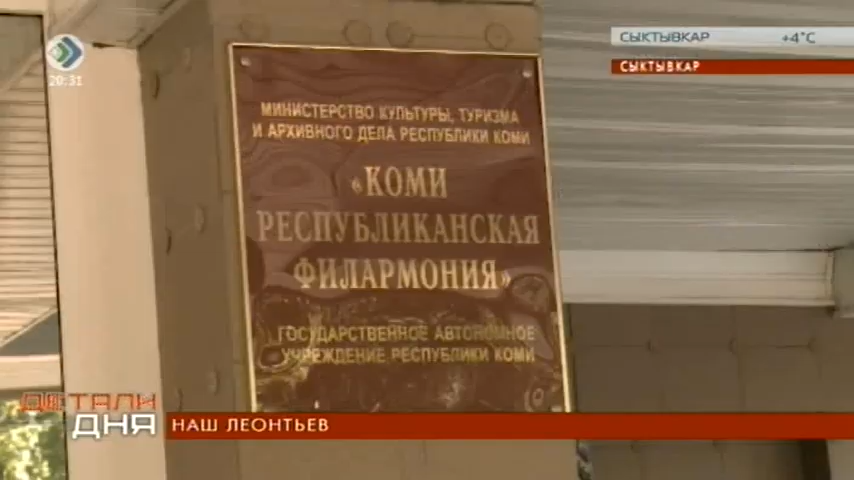 20:31
СЫКТЫВКАР +4°C
СЫКТЫВКАР
МИНИСТЕРСТВО КУЛЬТУРЫ, ТУРИЗМА
И АРХИВНОГО ДЕЛА РЕСПУБЛИКИ КОМИ
«КОМИ
РЕСПУБЛИКАНСКАЯ
ФИЛАРМОНИЯ»
ГОСУДАРСТВЕННОЕ АВТОНОМНОЕ
УЧРЕЖДЕНИЕ РЕСПУБЛИКИ КОМИ
ДЕТАЛИ
ДНЯ
НАШ ЛЕОНТЬЕВ